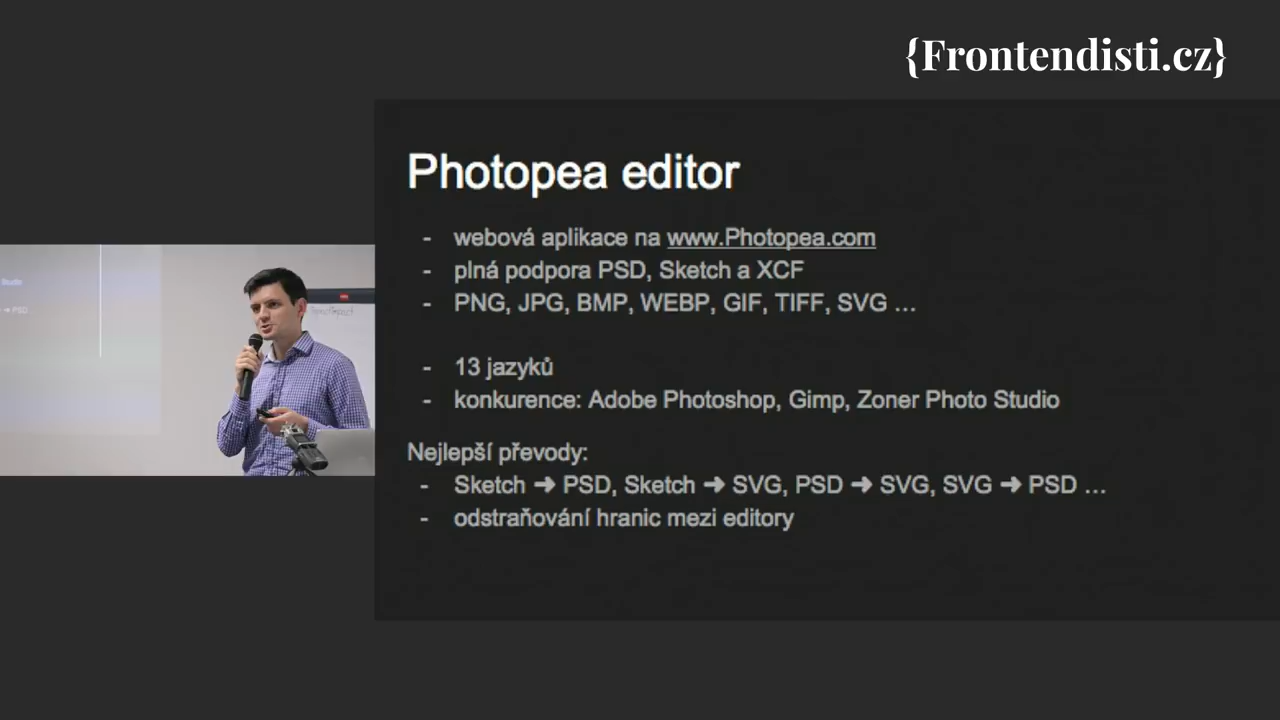 {Frontendisti.cz}
Photopea editor
- webová aplikace na www.Photopea.com
- plná podpora PSD, Sketch a XCF
- PNG, JPG, BMP, WEBP, GIF, TIFF, SVG ...
- 13 jazyků
- konkurence: Adobe Photoshop, Gimp, Zoner Photo Studio
Nejlepší převody:
- Sketch ➜ PSD, Sketch ➜ SVG, PSD ➜ SVG, SVG ➜ PSD ...
- odstraňování hranic mezi editory
Studio
➜ PSD